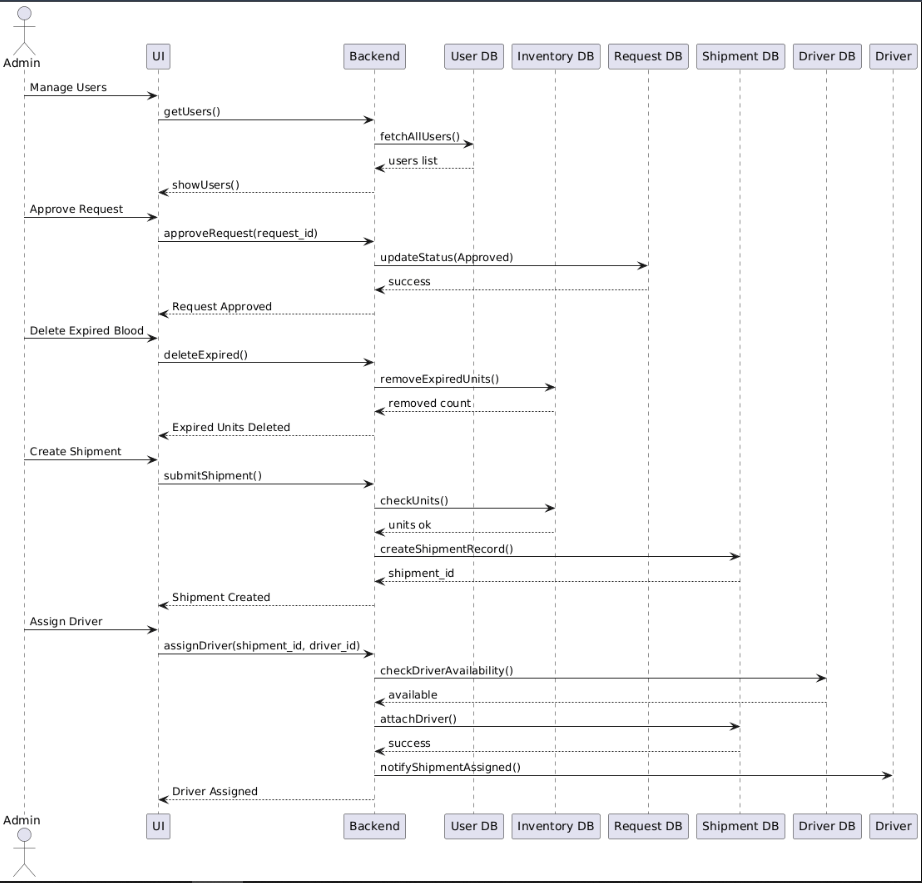 Admin
UI
Backend
User DB
Inventory DB
Request DB
Shipment DB
Driver DB
Driver
Manage Users
getUsers()
fetchAllUsers()
users list
showUsers()
Approve Request
approveRequest(request_id)
updateStatus(Approved)
success
Request Approved
Delete Expired Blood
deleteExpired()
removeExpiredUnits()
removed count
Expired Units Deleted
Create Shipment
submitShipment()
checkUnits()
units ok
createShipmentRecord()
shipment_id
Shipment Created
Assign Driver
assignDriver(shipment_id, driver_id)
checkDriverAvailability()
available
attachDriver()
success
notifyShipmentAssigned()
Driver Assigned
Admin
UI
Backend
User DB
Inventory DB
Request DB
Shipment DB
Driver DB
Driver